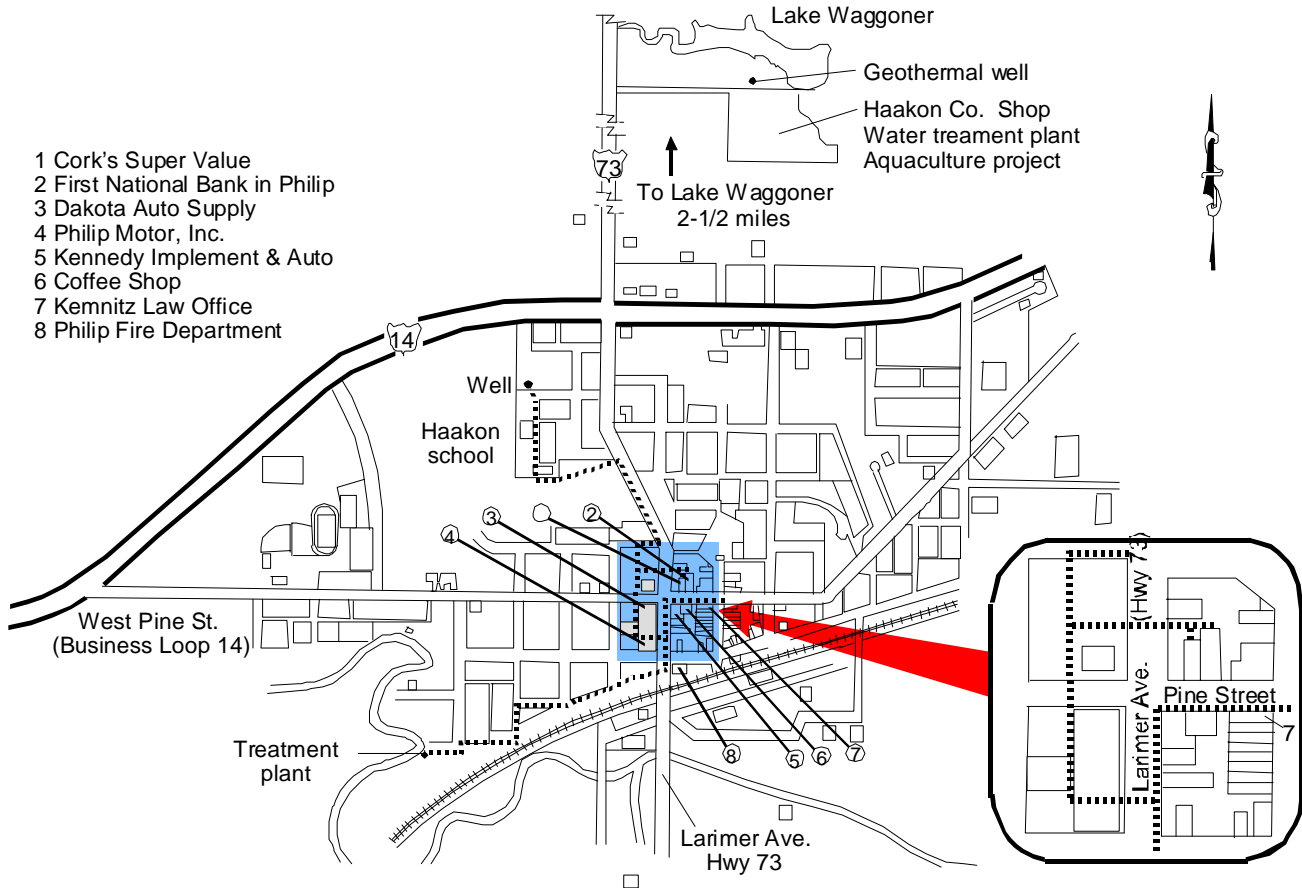 Lake Waggoner
Geothermal well
Haakon Co. Shop
Water treament plant
Aquaculture project
1 Cork's Super Value
2 First National Bank in Philip
3 Dakota Auto Supply
4 Philip Motor, Inc.
5 Kennedy Implement & Auto
6 Coffee Shop
7 Kemnitz Law Office
8 Philip Fire Department
73
To Lake Waggoner
2-1/2 miles
14
Well
Haakon
school
4
3
2
West Pine St.
(Business Loop 14)
Treatment
plant
8
5
6
7
Larimer Ave.
Hwy 73
Larimer Ave.
(Hwy 73)
Pine Street
7